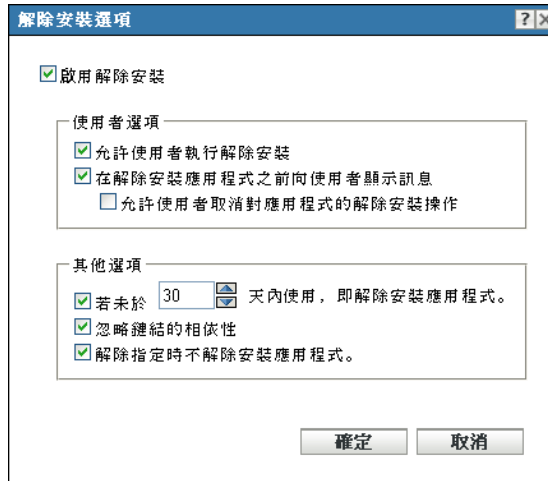 解除安裝選項
啟用解除安裝
使用者選項
允許使用者執行解除安裝
在解除安裝應用程式之前向使用者顯示訊息
允許使用者取消對應用程式的解除安裝操作
其他選項
若未於 30 天內使用，即解除安裝應用程式。
忽略鏈結的相依性
解除指定時不解除安裝應用程式。
確定 取消